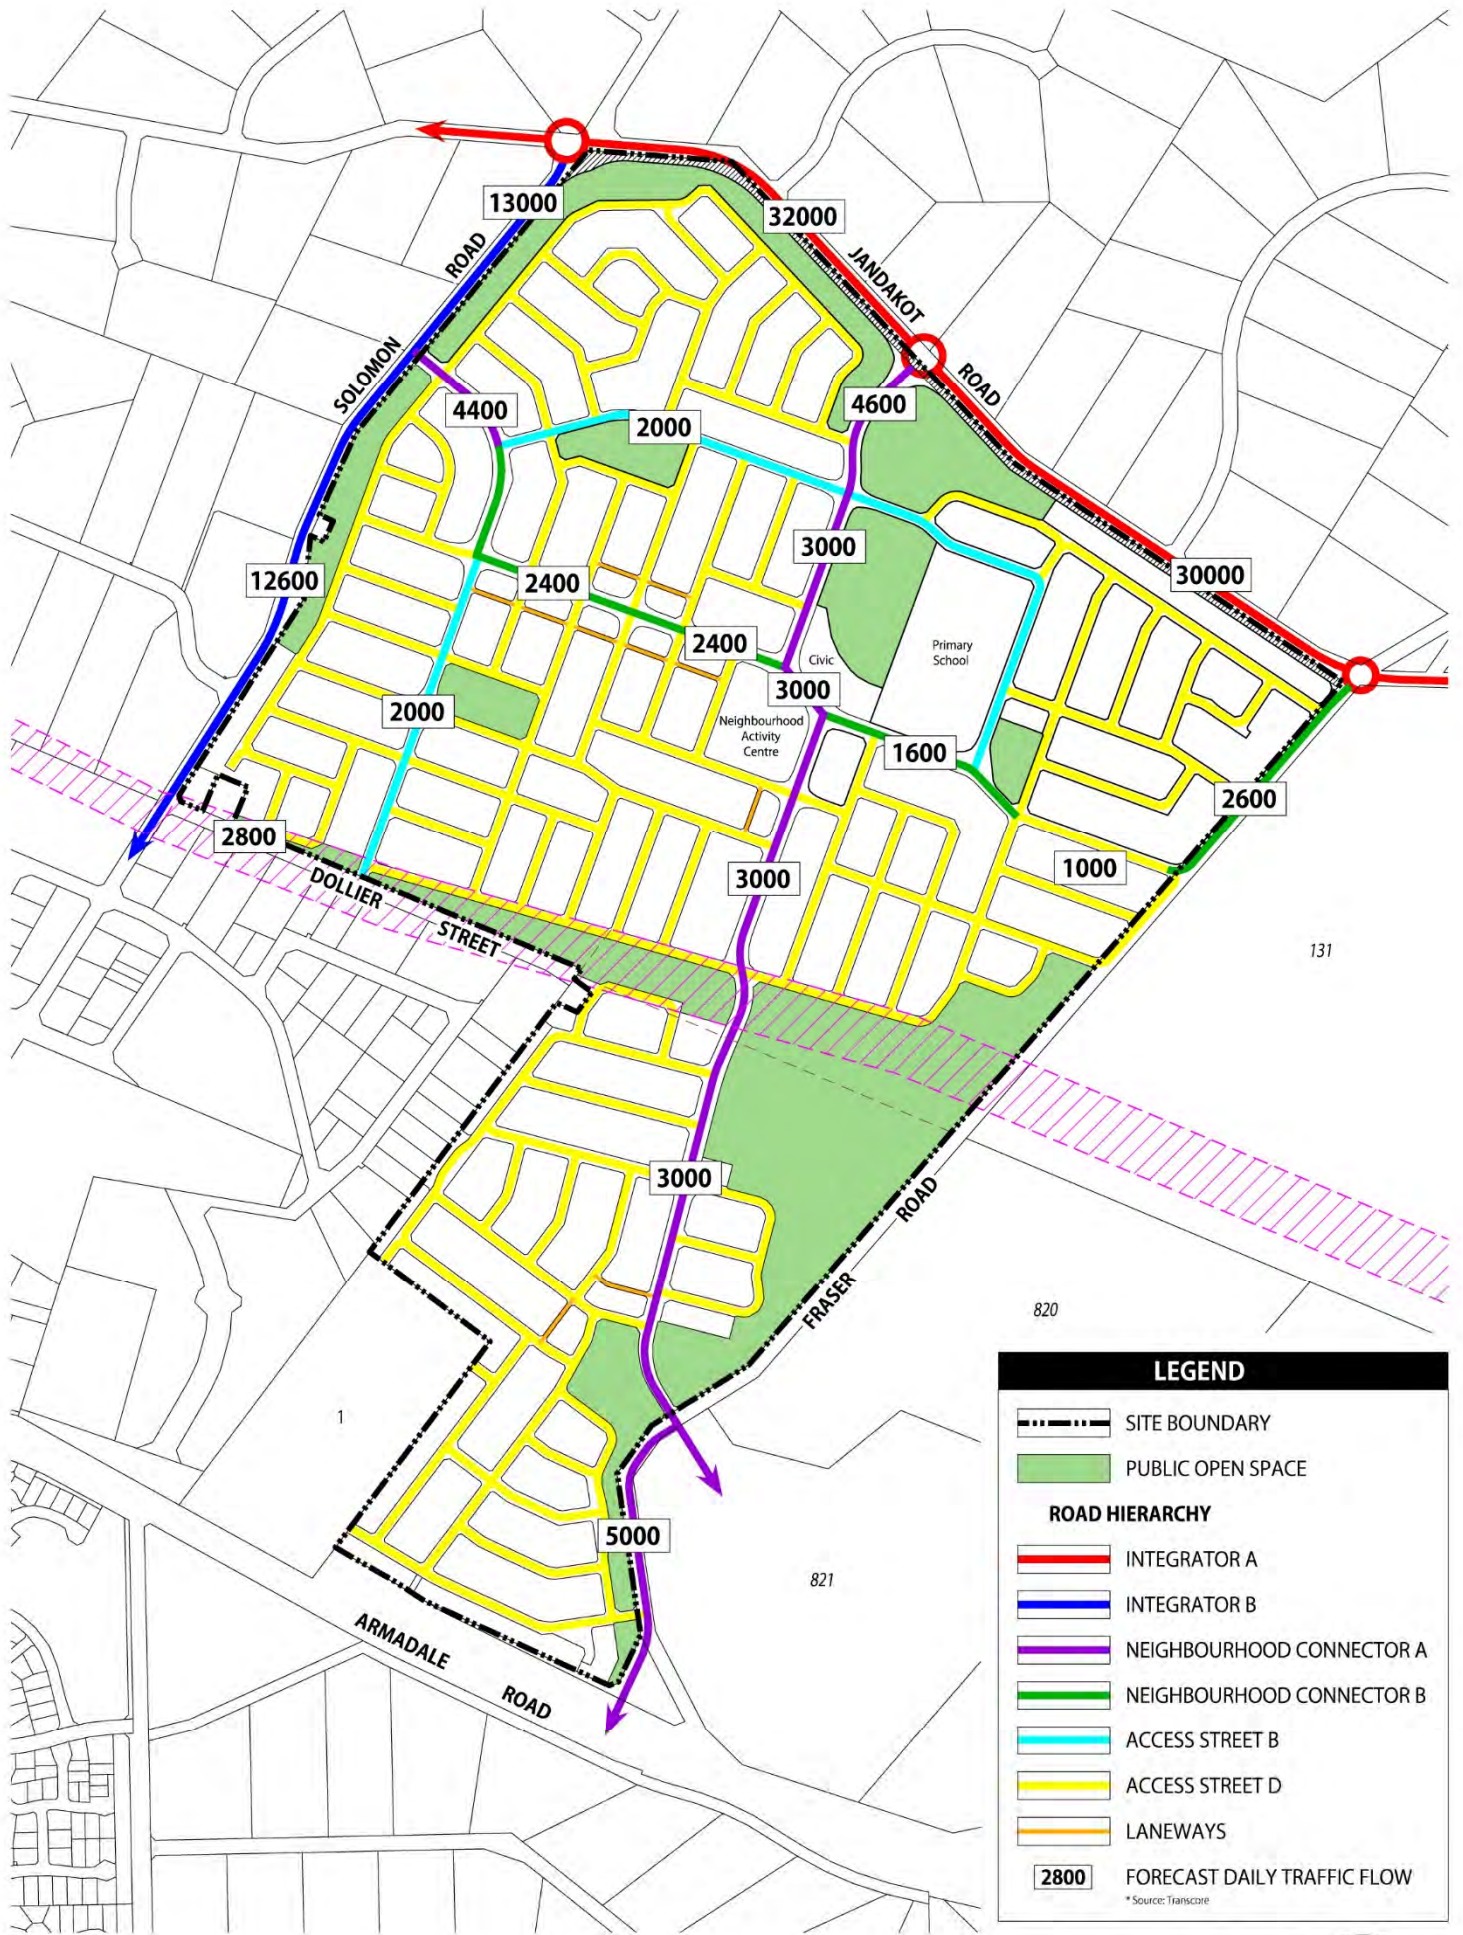 13000
32000
ROAD
JANDAKOT
SOLOMON
ROAD
4400
4600
2000
3000
12600
2400
30000
2400
Civic
Primary
School
3000
2000
Neighbourhood
Activity
Centre
1600
2600
2800
1000
3000
DOLLIER
STREET
131
3000
ROAD
FRASER
820
1
5000
821
ARMADALE
ROAD
LEGEND
SITE BOUNDARY
PUBLIC OPEN SPACE
ROAD HIERARCHY
INTEGRATOR A
INTEGRATOR B
NEIGHBOURHOOD CONNECTOR A
NEIGHBOURHOOD CONNECTOR B
ACCESS STREET B
ACCESS STREET D
LANEWAYS
2800 FORECAST DAILY TRAFFIC FLOW
* Source: Transcore